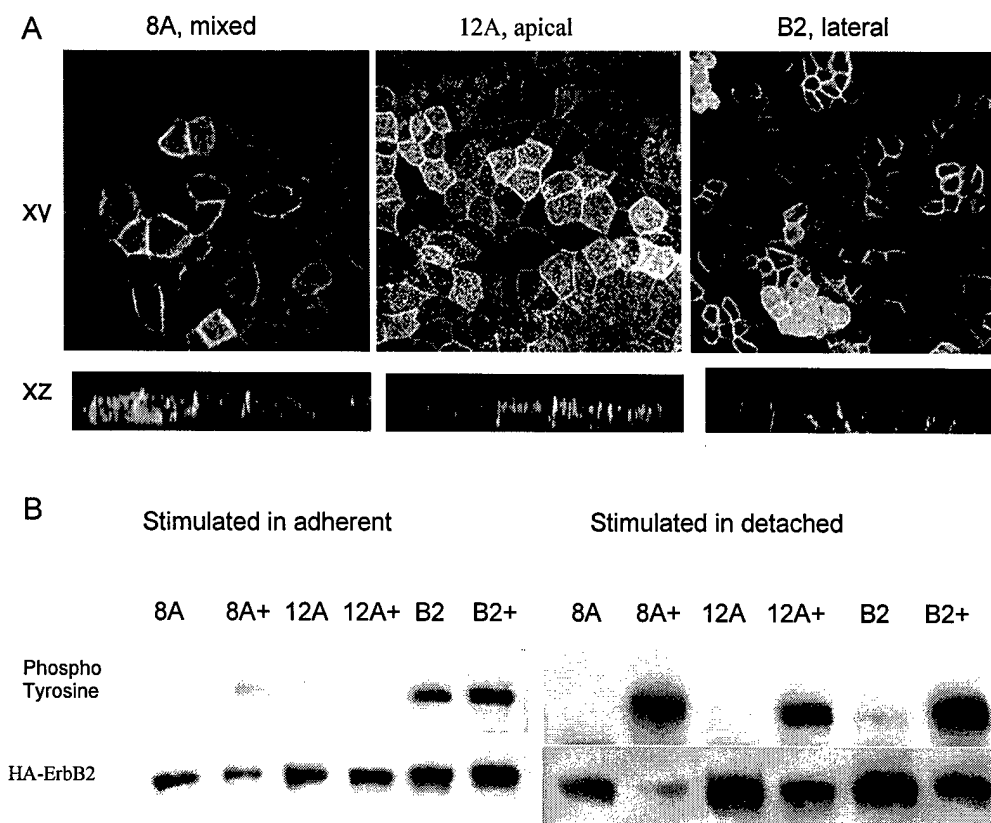 A
8A, mixed 12A, apical B2, lateral
XY
XZ
B
Stimulated in adherent Stimulated in detached
8A 8A+ 12A 12A+ B2 B2+ 8A 8A+ 12A 12A+ B2 B2+
Phospho
Tyrosine
HA-ErbB2